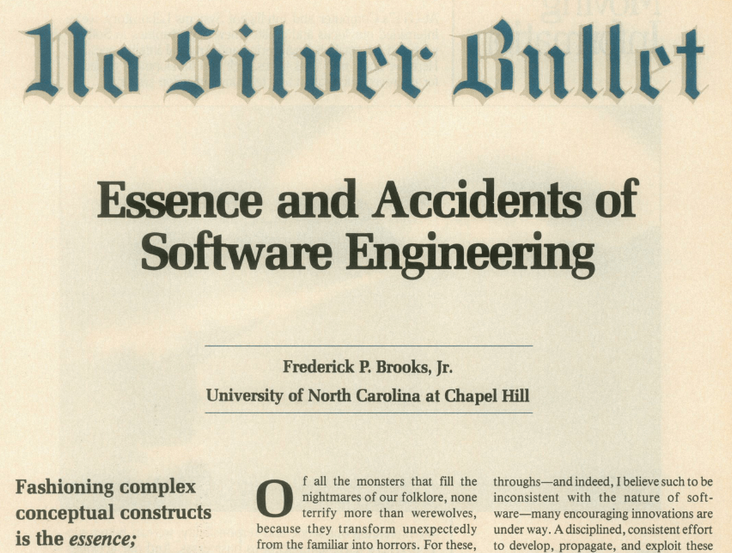 No Silver Bullet
Essence and Accidents of
Software Engineering
Frederick P. Brooks, Jr.
University of North Carolina at Chapel Hill
Fashioning complex
conceptual constructs
is the essence;
Of all the monsters that fill the
nightmares of our folklore, none
terrify more than werewolves,
because they transform unexpectedly
from the familiar into horrors. For these,
throughs—and indeed, I believe such to be
inconsistent with the nature of soft-
ware—many encouraging innovations are
under way. A disciplined, consistent effort
to develop, propagate, and exploit these